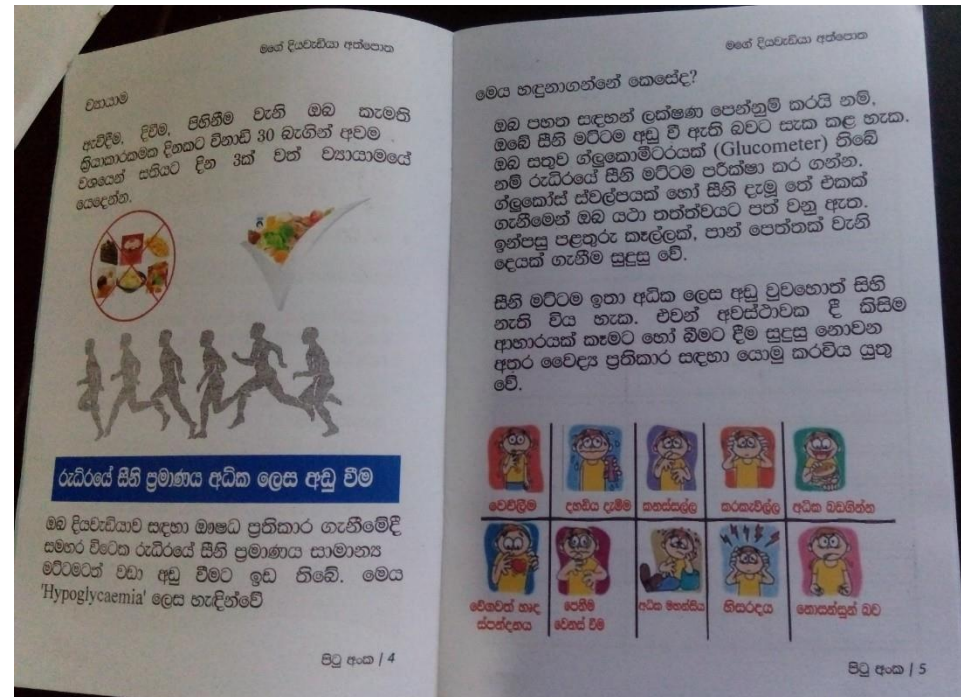 මගේ දියවැඩියා අත්පොත
ව්‍යායාම
ඇවිදීම, දිවීම, පිහිනීම වැනි ඔබ කැමති
ක්‍රියාකාරකමක දිනකට විනාඩි 30 බැගින් අවම
වශයෙන් සතියට දින 3ක් වත් ව්‍යායාමයේ
යෙදෙන්න.
රුධිරයේ සීනි ප්‍රමාණය අධික ලෙස අඩු වීම
ඔබ දියවැඩියාව සඳහා ඖෂධ ප්‍රතිකාර ගැනීමේදී
සමහර විටෙක රුධිරයේ සීනි ප්‍රමාණය සාමාන්‍ය
මට්ටමටත් වඩා අඩු වීමට ඉඩ තිබේ. මෙය
'Hypoglycaemia' ලෙස හැඳින්වේ
පිටු අංක / 4
මගේ දියවැඩියා අත්පොත
මෙය හඳුනාගන්නේ කෙසේද?
ඔබ පහත සඳහන් ලක්ෂණ පෙන්නුම් කරයි නම්,
ඔබේ සීනි මට්ටම අඩු වී ඇති බවට සැක කළ හැක.
ඔබ සතුව ග්ලුකොමීටරයක් (Glucometer) තිබේ
නම් රුධිරයේ සීනි මට්ටම පරීක්ෂා කර ගන්න.
ග්ලුකෝස් ස්වල්පයක් හෝ සීනි දැමූ තේ එකක්
ගැනීමෙන් ඔබ යථා තත්ත්වයට පත් වනු ඇත.
ඉන්පසු පළතුරු කෑල්ලක්, පාන් පෙත්තක් වැනි
දෙයක් ගැනීම සුදුසු වේ.
සීනි මට්ටම ඉතා අධික ලෙස අඩු වුවහොත් සිහි
නැති විය හැක. එවන් අවස්ථාවක දී කිසිම
ආහාරයක් කෑමට හෝ බීමට දීම සුදුසු නොවන
අතර වෛද්‍ය ප්‍රතිකාර සඳහා යොමු කරවිය යුතු
වේ.
වෙව්ලීම දහඩිය දැමීම කනස්සල්ල කරකැවිල්ල අධික බඩගින්න
වේගවත් හෘද ස්පන්දනය
පෙනීම වෙනස් වීම
අධික මහන්සිය
හිසරදය
නොසන්සුන් බව
පිටු අංක / 5